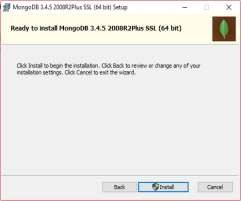 MongoDB 3.4.5 2008R2Plus SSL (64 bit) Setup
Ready to install MongoDB 3.4.5 2008R2Plus SSL (64 bit)
Click Install to begin the installation. Click Back to review or change any of your
installation settings. Click Cancel to exit the wizard.
Back
Install
Cancel